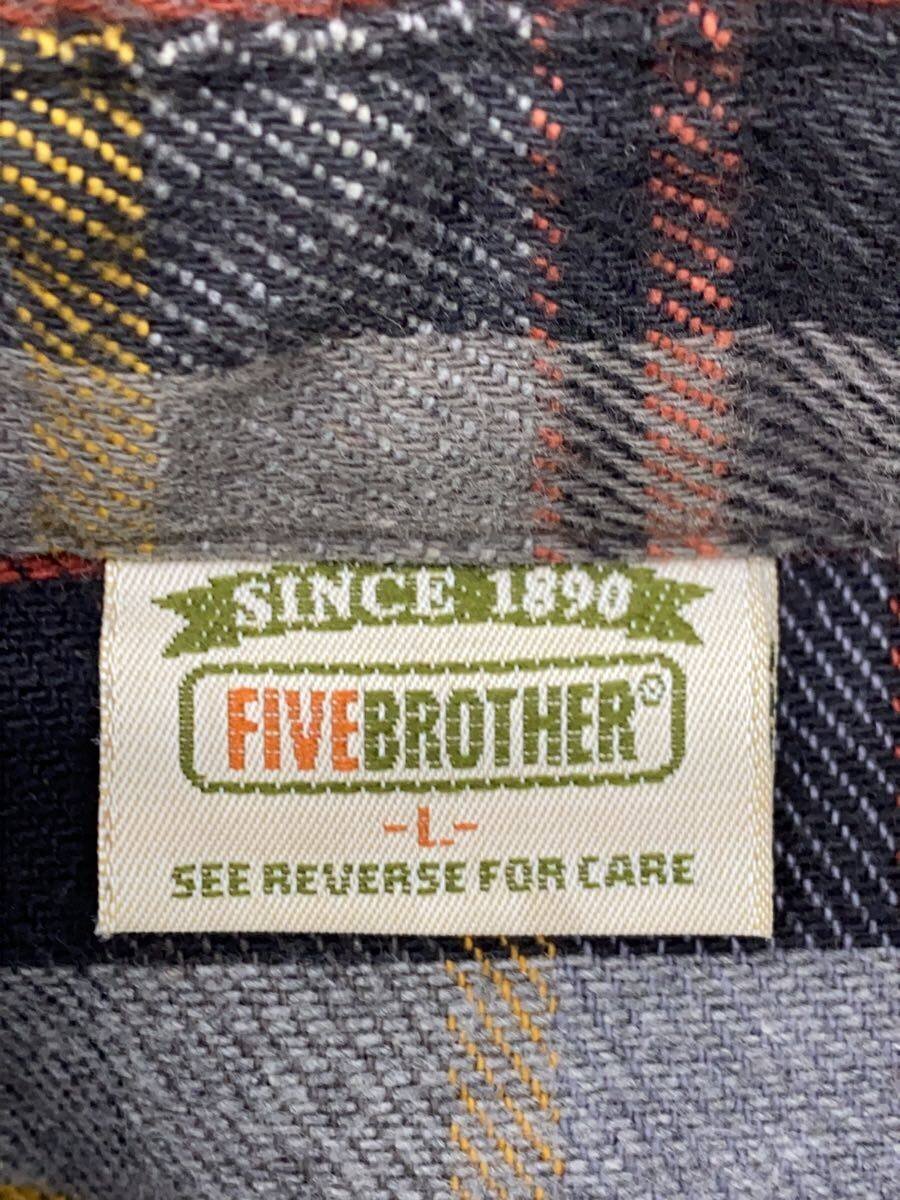 SINCE 1890
FIVEBROTHER®
-L-
SEE REVERSE FOR CARE